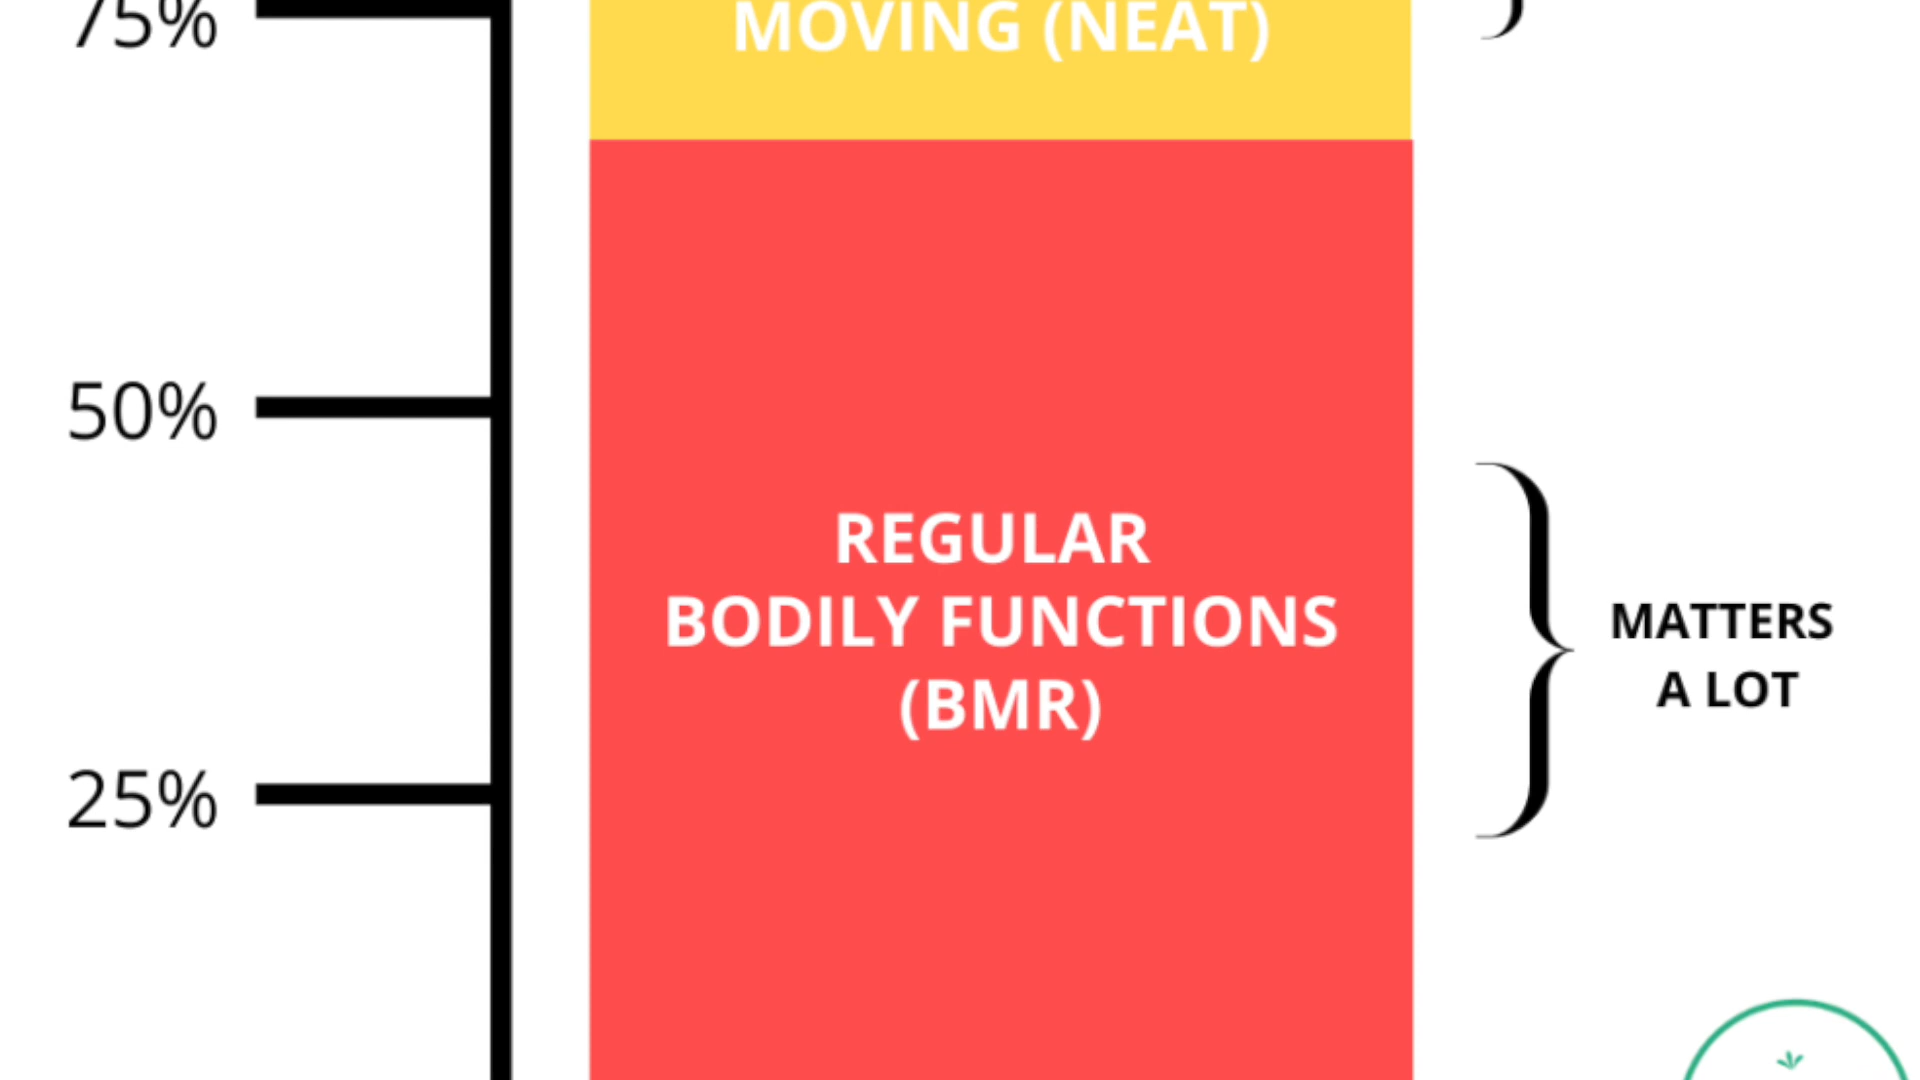 75%
MOVING (NEAT)
50%
REGULAR
BODILY FUNCTIONS
(BMR)
MATTERS
A LOT
25%